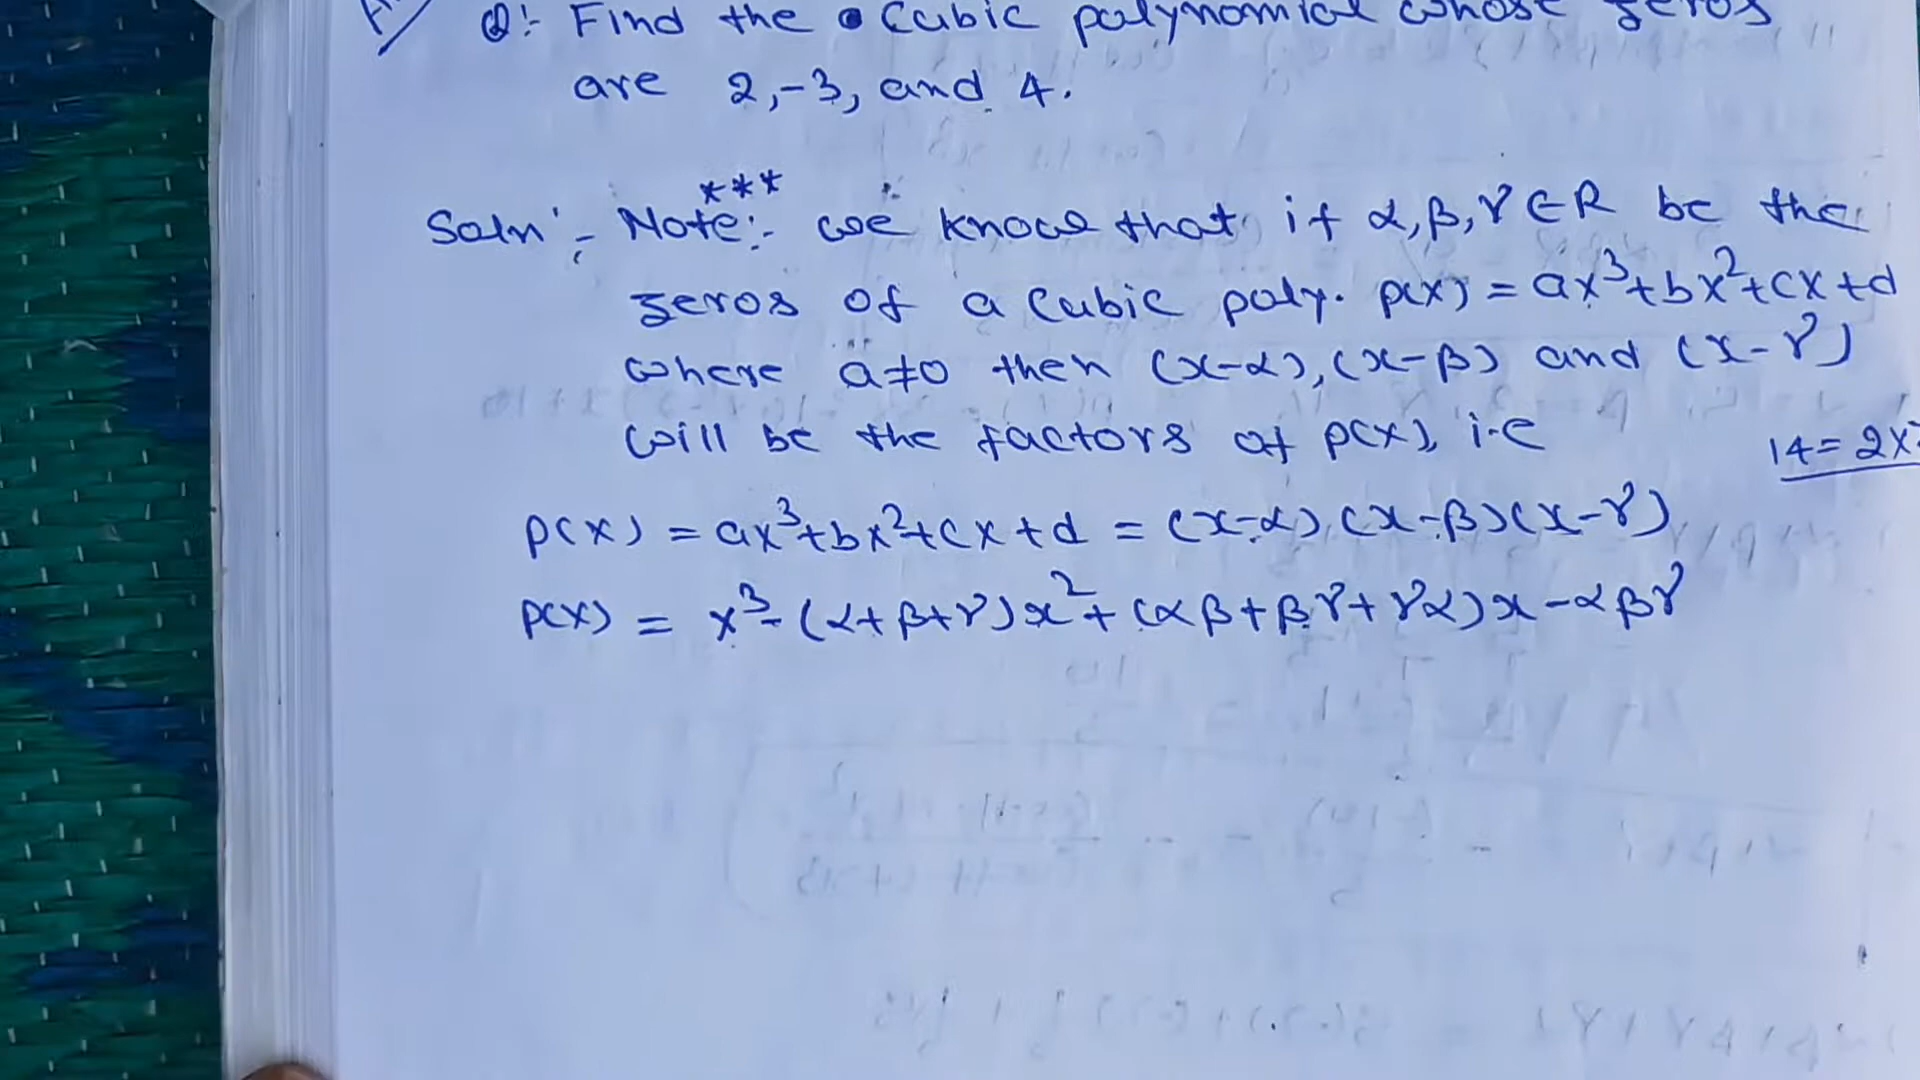 Q:- Find the cubic polynomial whose zeros
are 2,-3, and 4.
***
Soln:- Note:- we know that if α,β,γ∈R be the
zeros of a cubic poly. p(x) = ax³+bx²+cx+d
where a≠0 then (x-α),(x-β) and (x-γ)
will be the factors of p(x), i.e
14=2x
p(x) = ax³+bx²+cx+d = (x-α)(x-β)(x-γ)
p(x) = x³-(α+β+γ)x²+(αβ+βγ+γα)x-αβγ